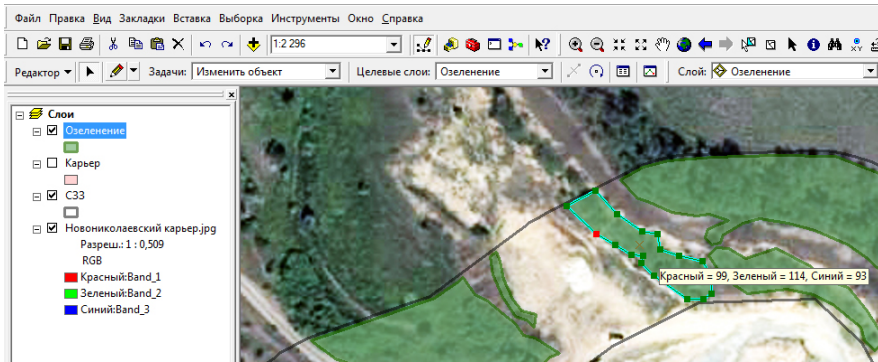 Файл Правка Вид Закладки Вставка Выборка Инструменты Окно Справка
1:2 296
Редактор Задачи: Изменить объект Целевые слои: Озеленение Слой: Озеленение
Слои
Озеленение
Карьер
СЗЗ
Новониколаевский карьер.jpg
Разреш.: 1 : 0,509
RGB
Красный:Band_1
Зеленый:Band_2
Синий:Band_3
Красный = 99, Зеленый = 114, Синий = 93